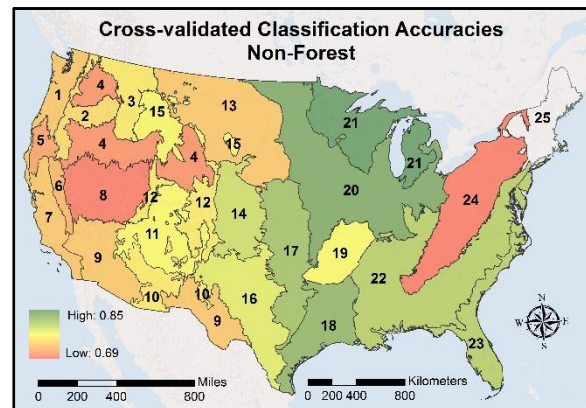 Cross-validated Classification Accuracies
Non-Forest
1
4
3
2
15
13
21
25
5
4
4
15
21
6
8
12
12
14
20
24
7
11
17
19
9
10
10
16
22
9
18
23
High: 0.85
Low: 0.69
N
W E
S
Miles
0 200 400 800
Kilometers
0 200 400 800